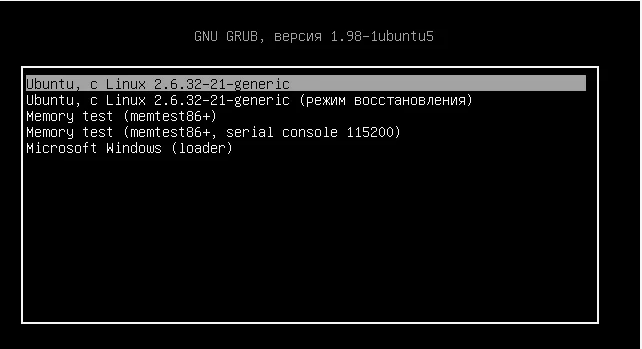 GNU GRUB, версия 1.98-1ubuntu5
Ubuntu, с Linux 2.6.32-21-generic
Ubuntu, с Linux 2.6.32-21-generic (режим восстановления)
Memory test (memtest86+)
Memory test (memtest86+, serial console 115200)
Microsoft Windows (loader)